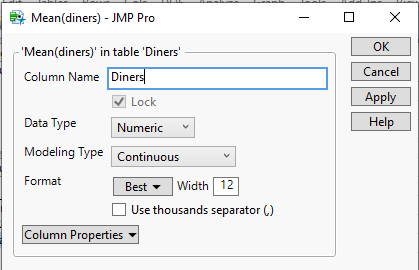 Mean(diners) - JMP Pro
'Mean(diners)' in table 'Diners'
Column Name Diners
Lock
Data Type Numeric
Modeling Type Continuous
Format Best Width 12
Use thousands separator (,)
Column Properties
OK
Cancel
Apply
Help